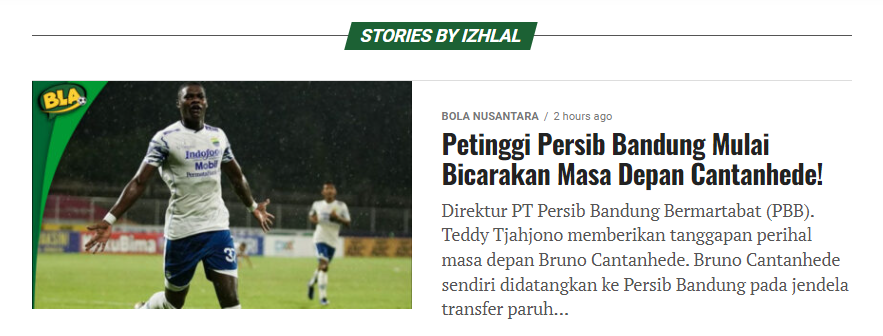 STORIES BY IZHLAL
BLA
BOLA NUSANTARA / 2 hours ago
Petinggi Persib Bandung Mulai
Bicarakan Masa Depan Cantanhede!
Direktur PT Persib Bandung Bermartabat (PBB).
Teddy Tjahjono memberikan tanggapan perihal
masa depan Bruno Cantanhede. Bruno Cantanhede
sendiri didatangkan ke Persib Bandung pada jendela
transfer paruh...
Indofood
Mobil
KukuBima